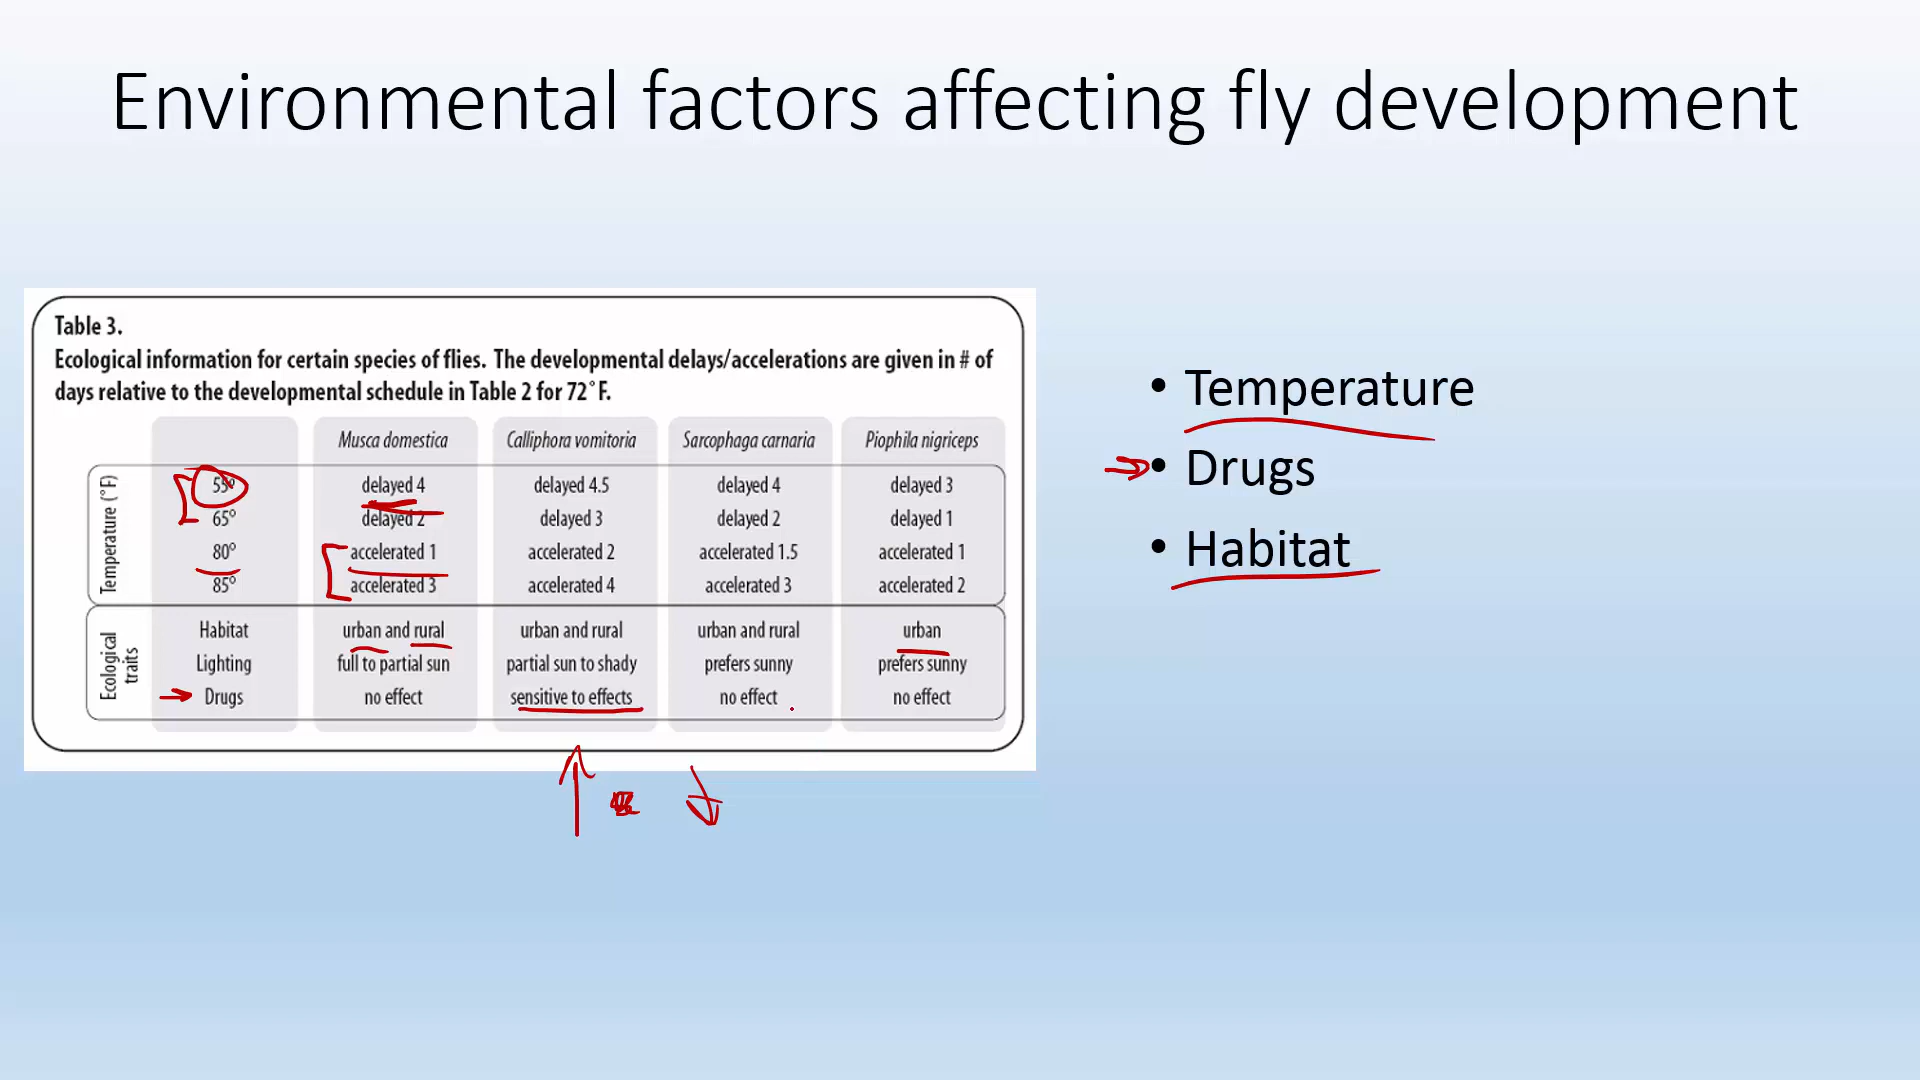 Environmental factors affecting fly development
Table 3.
Ecological information for certain species of flies. The developmental delays/accelerations are given in # of
days relative to the developmental schedule in Table 2 for 72°F.
Musca domestica Calliphora vomitoria Sarcophaga carnaria Piophila nigriceps
Temperature (°F)
55° delayed 4 delayed 4.5 delayed 4 delayed 3
65° delayed 2 delayed 3 delayed 2 delayed 1
80° accelerated 1 accelerated 2 accelerated 1.5 accelerated 1
85° accelerated 3 accelerated 4 accelerated 3 accelerated 2
Ecological
traits
Habitat urban and rural urban and rural urban and rural urban
Lighting full to partial sun partial sun to shady prefers sunny prefers sunny
Drugs no effect sensitive to effects no effect no effect
• Temperature
• Drugs
• Habitat